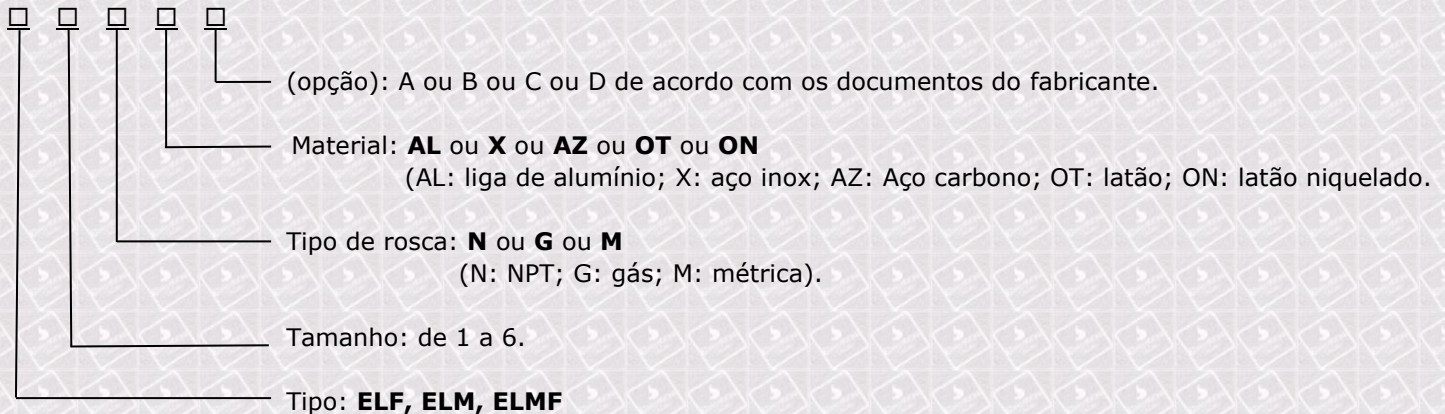 □ □ □ □ □
(opção): A ou B ou C ou D de acordo com os documentos do fabricante.
Material: AL ou X ou AZ ou OT ou ON
(AL: liga de alumínio; X: aço inox; AZ: Aço carbono; OT: latão; ON: latão niquelado.
Tipo de rosca: N ou G ou M
(N: NPT; G: gás; M: métrica).
Tamanho: de 1 a 6.
Tipo: ELF, ELM, ELMF